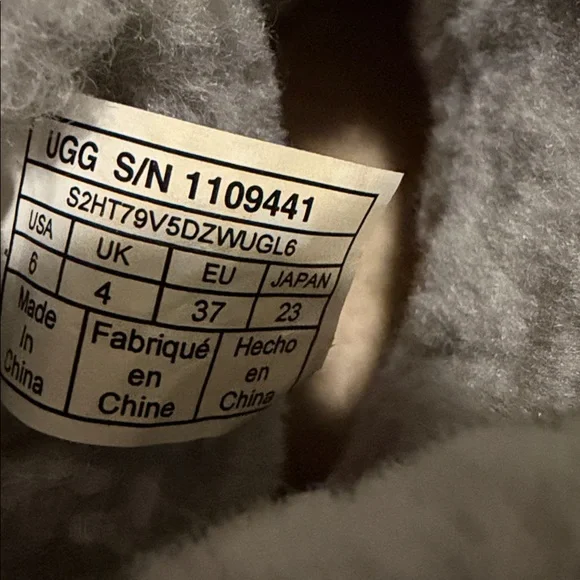 UGG S/N 1109441
S2HT79V5DZWUGL6
USA UK EU JAPAN
6 4 37 23
Made In China
Fabriqué en Chine
Hecho en China